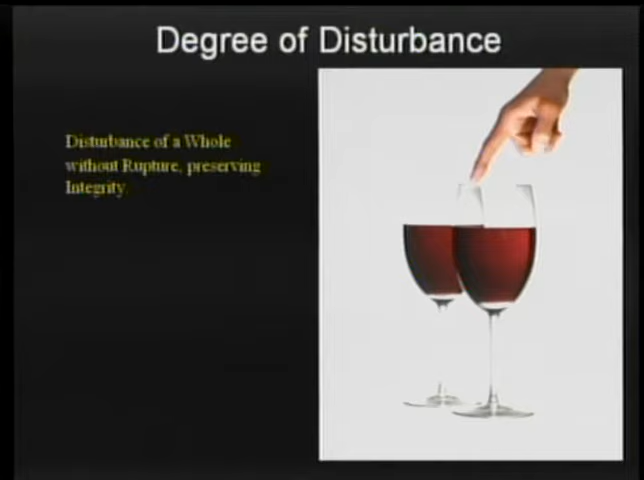 Degree of Disturbance
Disturbance of a Whole
without Rupture, preserving
Integrity.